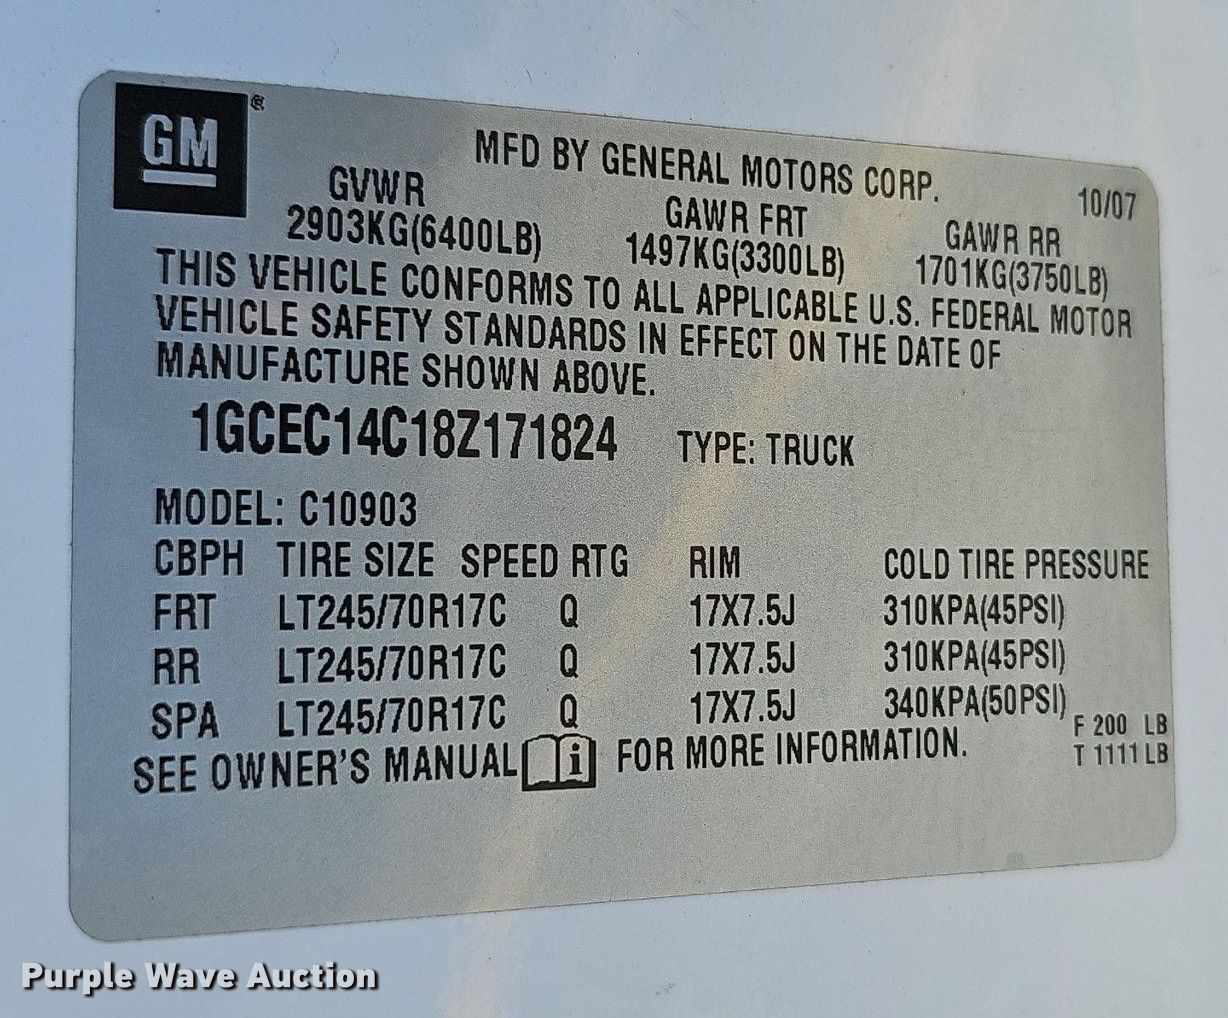 GM ®
MFD BY GENERAL MOTORS CORP.
10/07
GVWR GAWR FRT GAWR RR
2903KG(6400LB) 1497KG(3300LB) 1701KG(3750LB)
THIS VEHICLE CONFORMS TO ALL APPLICABLE U.S. FEDERAL MOTOR
VEHICLE SAFETY STANDARDS IN EFFECT ON THE DATE OF
MANUFACTURE SHOWN ABOVE.
1GCEC14C18Z171824 TYPE: TRUCK
MODEL: C10903
CBPH TIRE SIZE SPEED RTG RIM COLD TIRE PRESSURE
FRT LT245/70R17C Q 17X7.5J 310KPA(45PSI)
RR LT245/70R17C Q 17X7.5J 310KPA(45PSI)
SPA LT245/70R17C Q 17X7.5J 340KPA(50PSI)
F 200 LB
T 1111 LB
SEE OWNER'S MANUAL i FOR MORE INFORMATION.
Purple Wave Auction